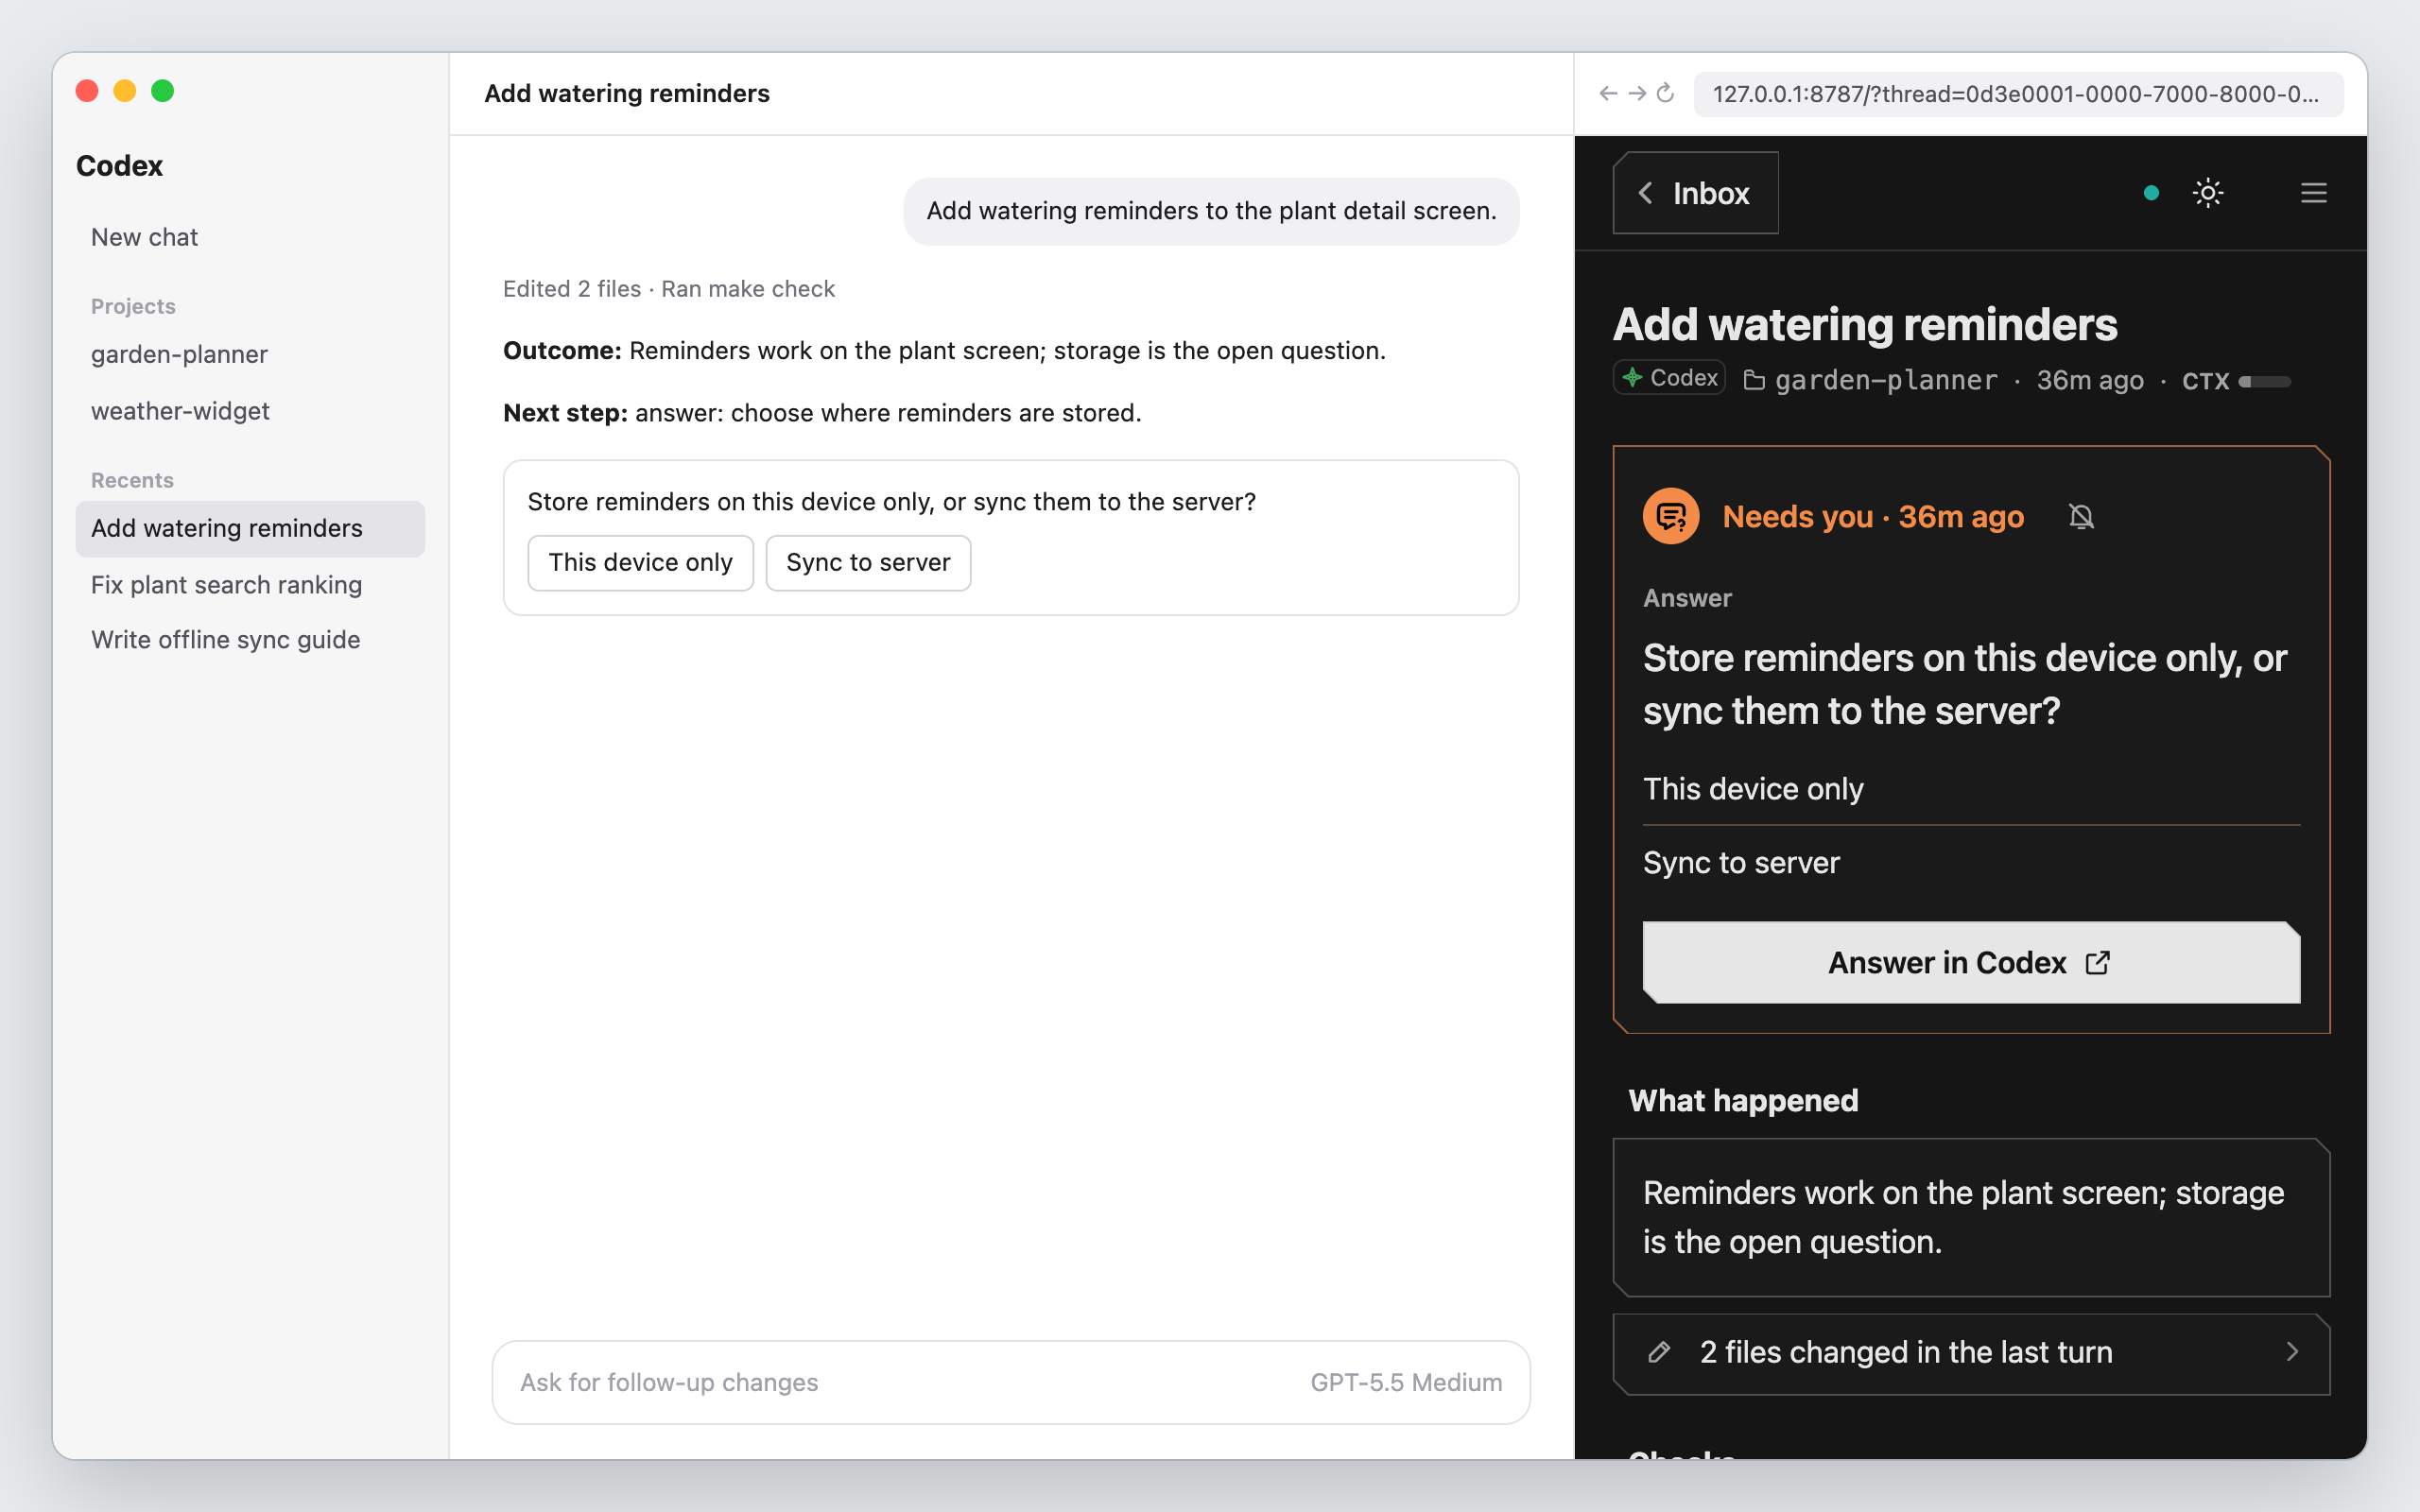 Codex
New chat
Projects
garden-planner
weather-widget
Recents
Add watering reminders
Fix plant search ranking
Write offline sync guide
Add watering reminders
Add watering reminders to the plant detail screen.
Edited 2 files · Ran make check
Outcome: Reminders work on the plant screen; storage is the open question.
Next step: answer: choose where reminders are stored.
Store reminders on this device only, or sync them to the server?
This device only
Sync to server
Ask for follow-up changes
GPT-5.5 Medium
127.0.0.1:8787/?thread=0d3e0001-0000-7000-8000-0...
Inbox
Add watering reminders
Codex garden-planner · 36m ago · CTX
Needs you · 36m ago
Answer
Store reminders on this device only, or
sync them to the server?
This device only
Sync to server
Answer in Codex
What happened
Reminders work on the plant screen; storage
is the open question.
2 files changed in the last turn